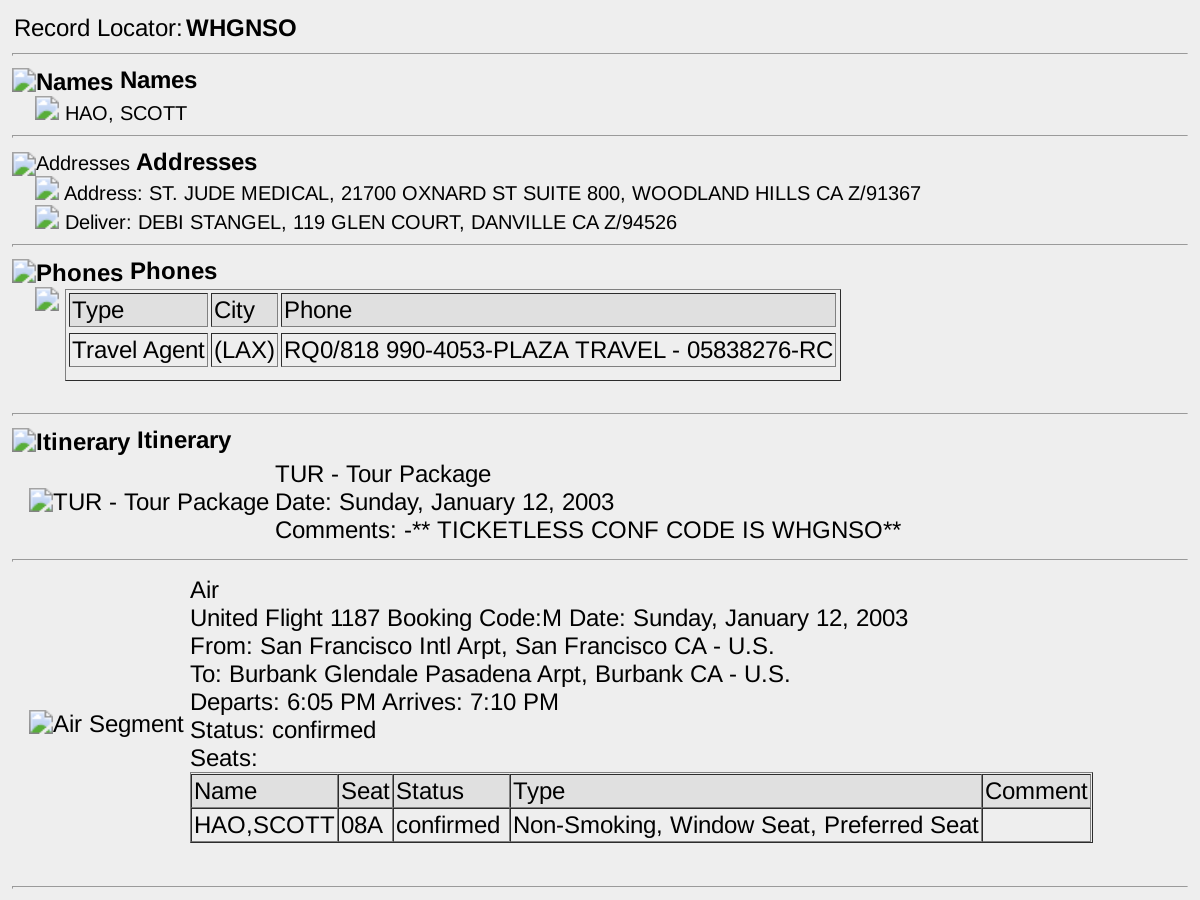 Record Locator: WHGNSO
Names Names
HAO, SCOTT
Addresses Addresses
Address: ST. JUDE MEDICAL, 21700 OXNARD ST SUITE 800, WOODLAND HILLS CA Z/91367
Deliver: DEBI STANGEL, 119 GLEN COURT, DANVILLE CA Z/94526
Phones Phones
Type City Phone
Travel Agent (LAX) RQ0/818 990-4053-PLAZA TRAVEL - 05838276-RC
Itinerary Itinerary
TUR - Tour Package
TUR - Tour Package Date: Sunday, January 12, 2003
Comments: -** TICKETLESS CONF CODE IS WHGNSO**
Air
United Flight 1187 Booking Code:M Date: Sunday, January 12, 2003
From: San Francisco Intl Arpt, San Francisco CA - U.S.
To: Burbank Glendale Pasadena Arpt, Burbank CA - U.S.
Departs: 6:05 PM Arrives: 7:10 PM
Air Segment Status: confirmed
Seats:
Name Seat Status Type Comment
HAO,SCOTT 08A confirmed Non-Smoking, Window Seat, Preferred Seat